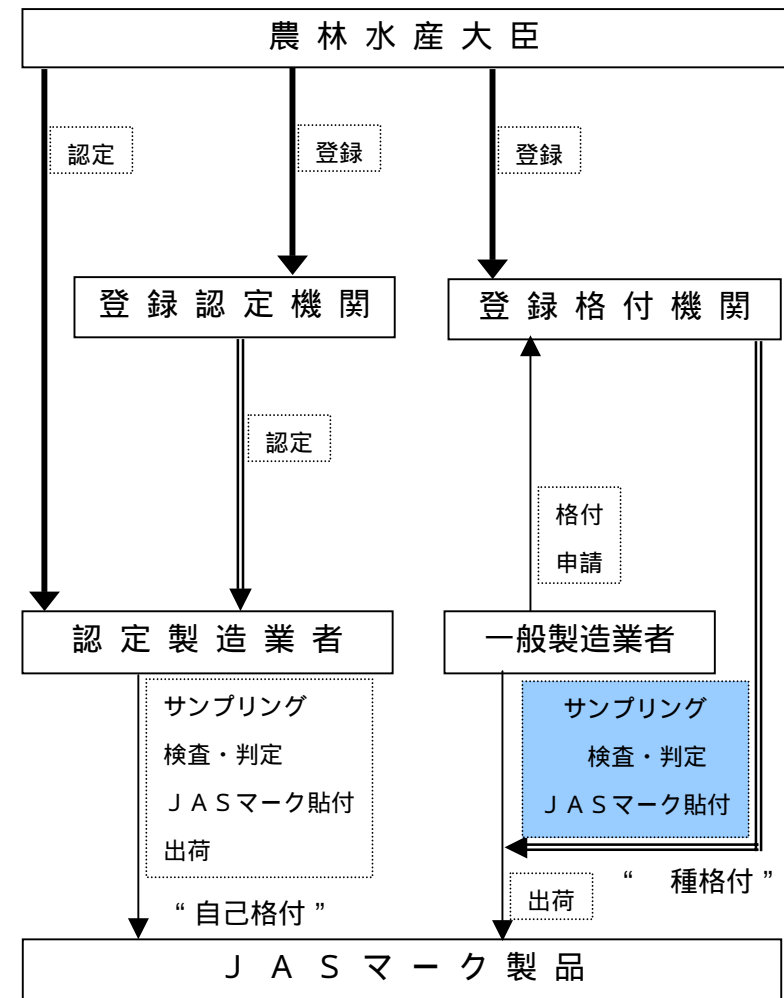 農林水産大臣
認定
登録
登録
登録認定機関
登録格付機関
認定
格付
申請
認定製造業者
一般製造業者
サンプリング
検査・判定
ＪＡＳマーク貼付
出荷
サンプリング
検査・判定
ＪＡＳマーク貼付
“自己格付”
出荷
“　種格付”
ＪＡＳマーク製品